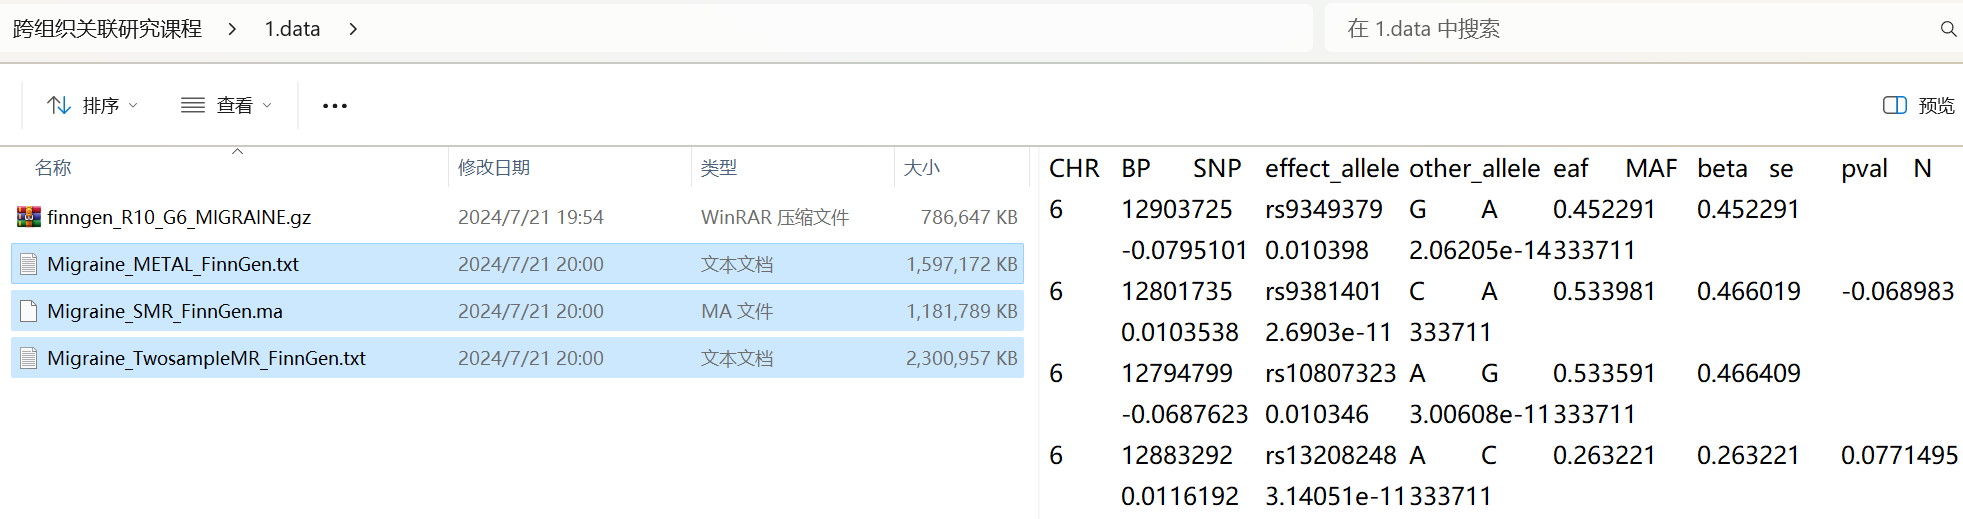 跨组织关联研究课程 > 1.data >
在 1.data 中搜索
排序 查看 ... 预览
名称 修改日期 类型 大小
finngen_R10_G6_MIGRAINE.gz 2024/7/21 19:54 WinRAR 压缩文件 786,647 KB
Migraine_METAL_FinnGen.txt 2024/7/21 20:00 文本文档 1,597,172 KB
Migraine_SMR_FinnGen.ma 2024/7/21 20:00 MA 文件 1,181,789 KB
Migraine_TwosampleMR_FinnGen.txt 2024/7/21 20:00 文本文档 2,300,957 KB
CHR BP SNP effect_allele other_allele eaf MAF beta se pval N
6 12903725 rs9349379 G A 0.452291 0.452291
-0.0795101 0.010398 2.06205e-14 333711
6 12801735 rs9381401 C A 0.533981 0.466019 -0.068983
0.0103538 2.6903e-11 333711
6 12794799 rs10807323 A G 0.533591 0.466409
-0.0687623 0.010346 3.00608e-11 333711
6 12883292 rs13208248 A C 0.263221 0.263221 0.0771495
0.0116192 3.14051e-11 333711